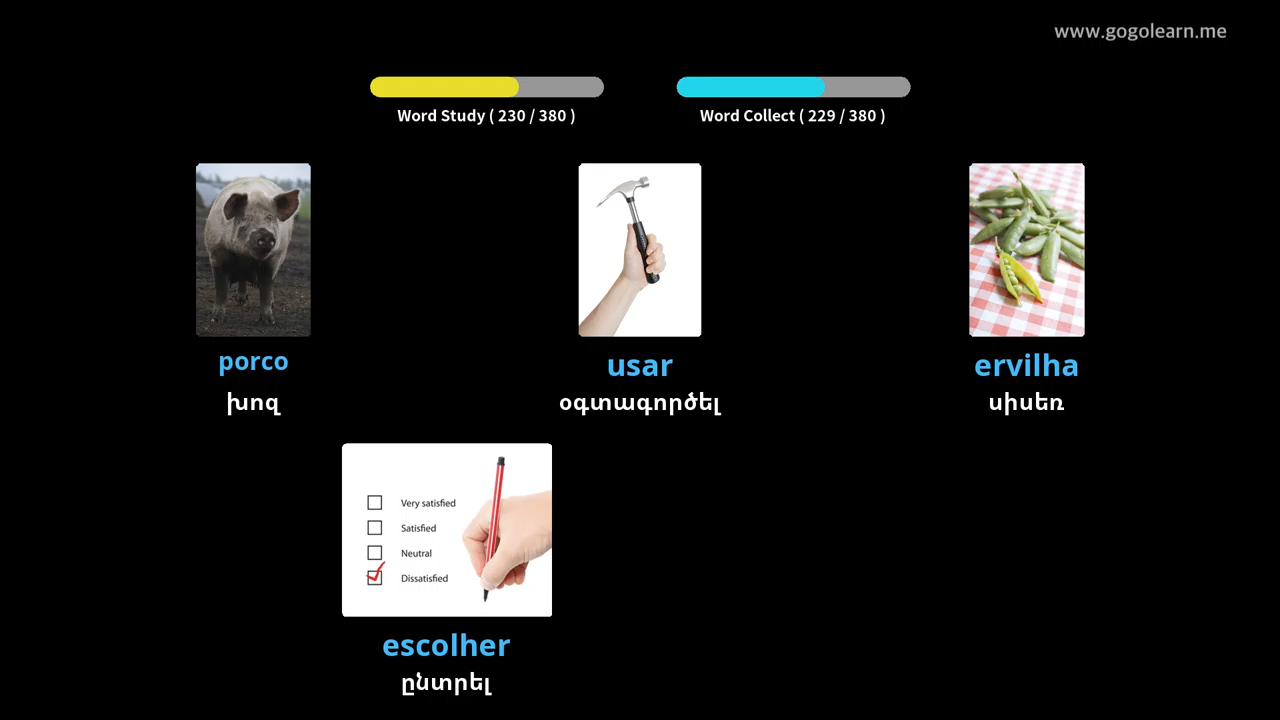 www.gogolearn.me
Word Study ( 230 / 380 )
Word Collect ( 229 / 380 )
porco
խոզ
usar
օգտագործել
ervilha
սիսեռ
Very satisfied
Satisfied
Neutral
Dissatisfied
escolher
ընտրել